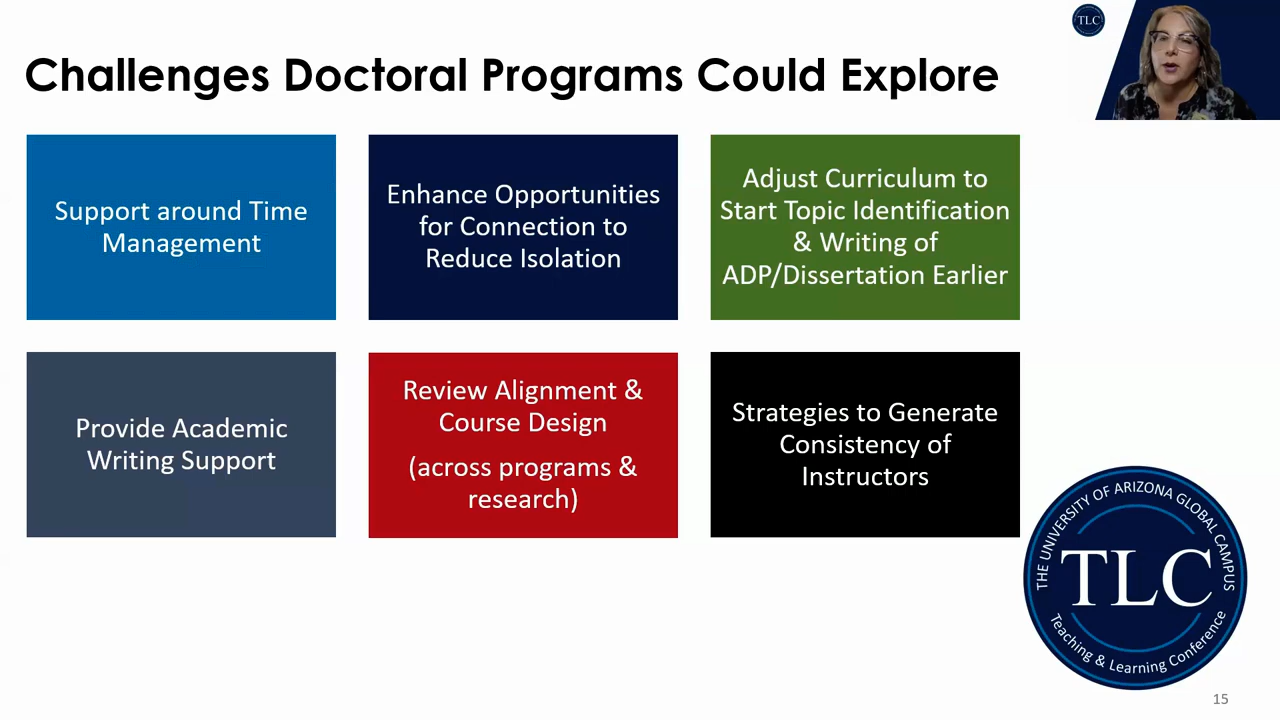 TLC
Challenges Doctoral Programs Could Explore
Support around Time
Management
Enhance Opportunities
for Connection to
Reduce Isolation
Adjust Curriculum to
Start Topic Identification
& Writing of
ADP/Dissertation Earlier
Provide Academic
Writing Support
Review Alignment &
Course Design
(across programs &
research)
Strategies to Generate
Consistency of
Instructors
THE UNIVERSITY OF ARIZONA GLOBAL CAMPUS
TLC
Teaching & Learning Conference
15